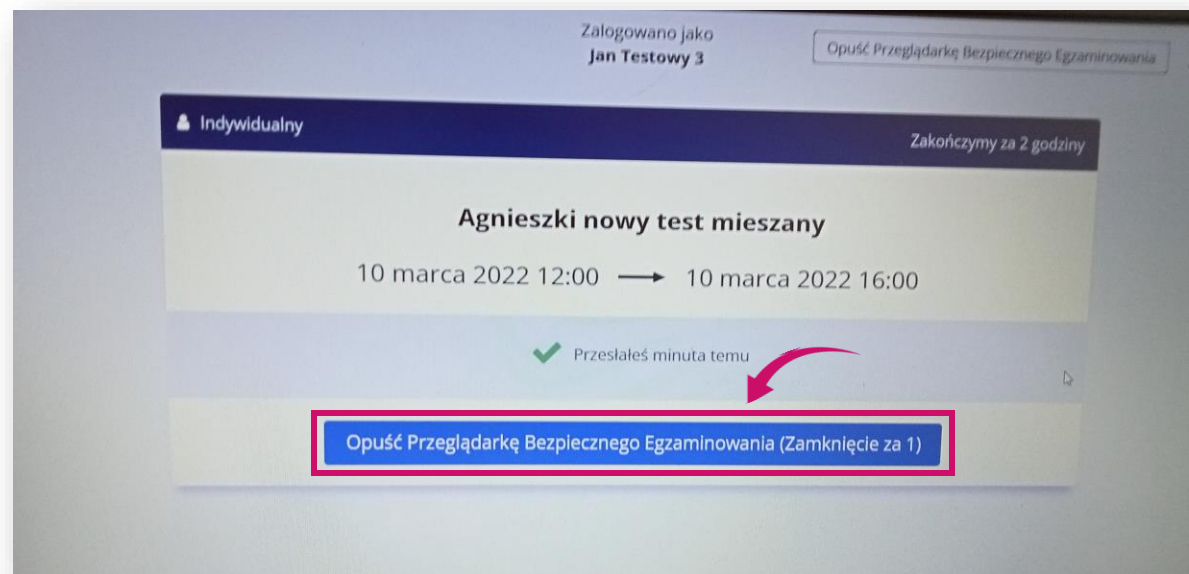 Zalogowano jako
Jan Testowy 3
Opuść Przeglądarkę Bezpiecznego Egzaminowania
Indywidualny
Zakończymy za 2 godziny
Agnieszki nowy test mieszany
10 marca 2022 12:00 → 10 marca 2022 16:00
Przesłałeś minuta temu
Opuść Przeglądarkę Bezpiecznego Egzaminowania (Zamknięcie za 1)